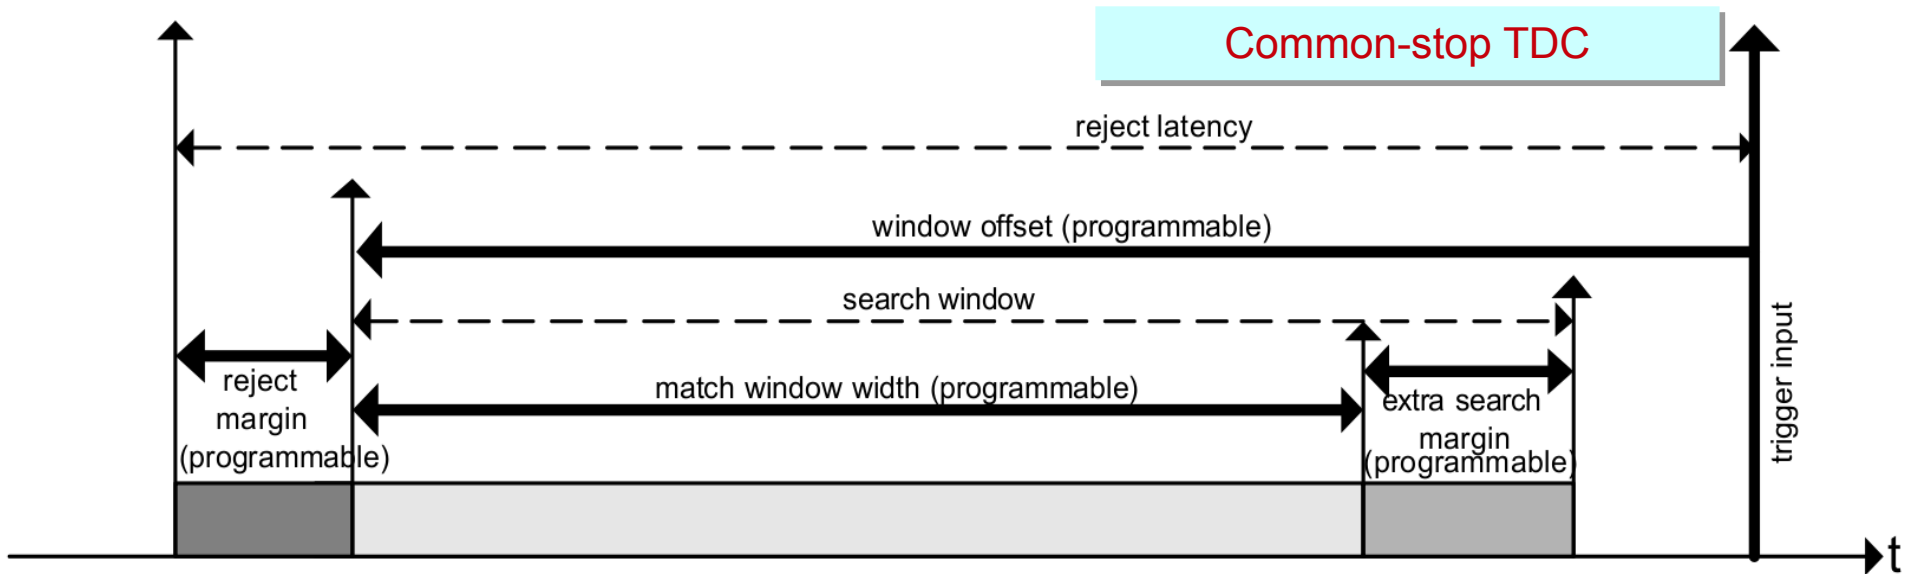 Common-stop TDC
reject latency
window offset (programmable)
search window
reject
margin
(programmable)
match window width (programmable)
extra search
margin
(programmable)
trigger input
t